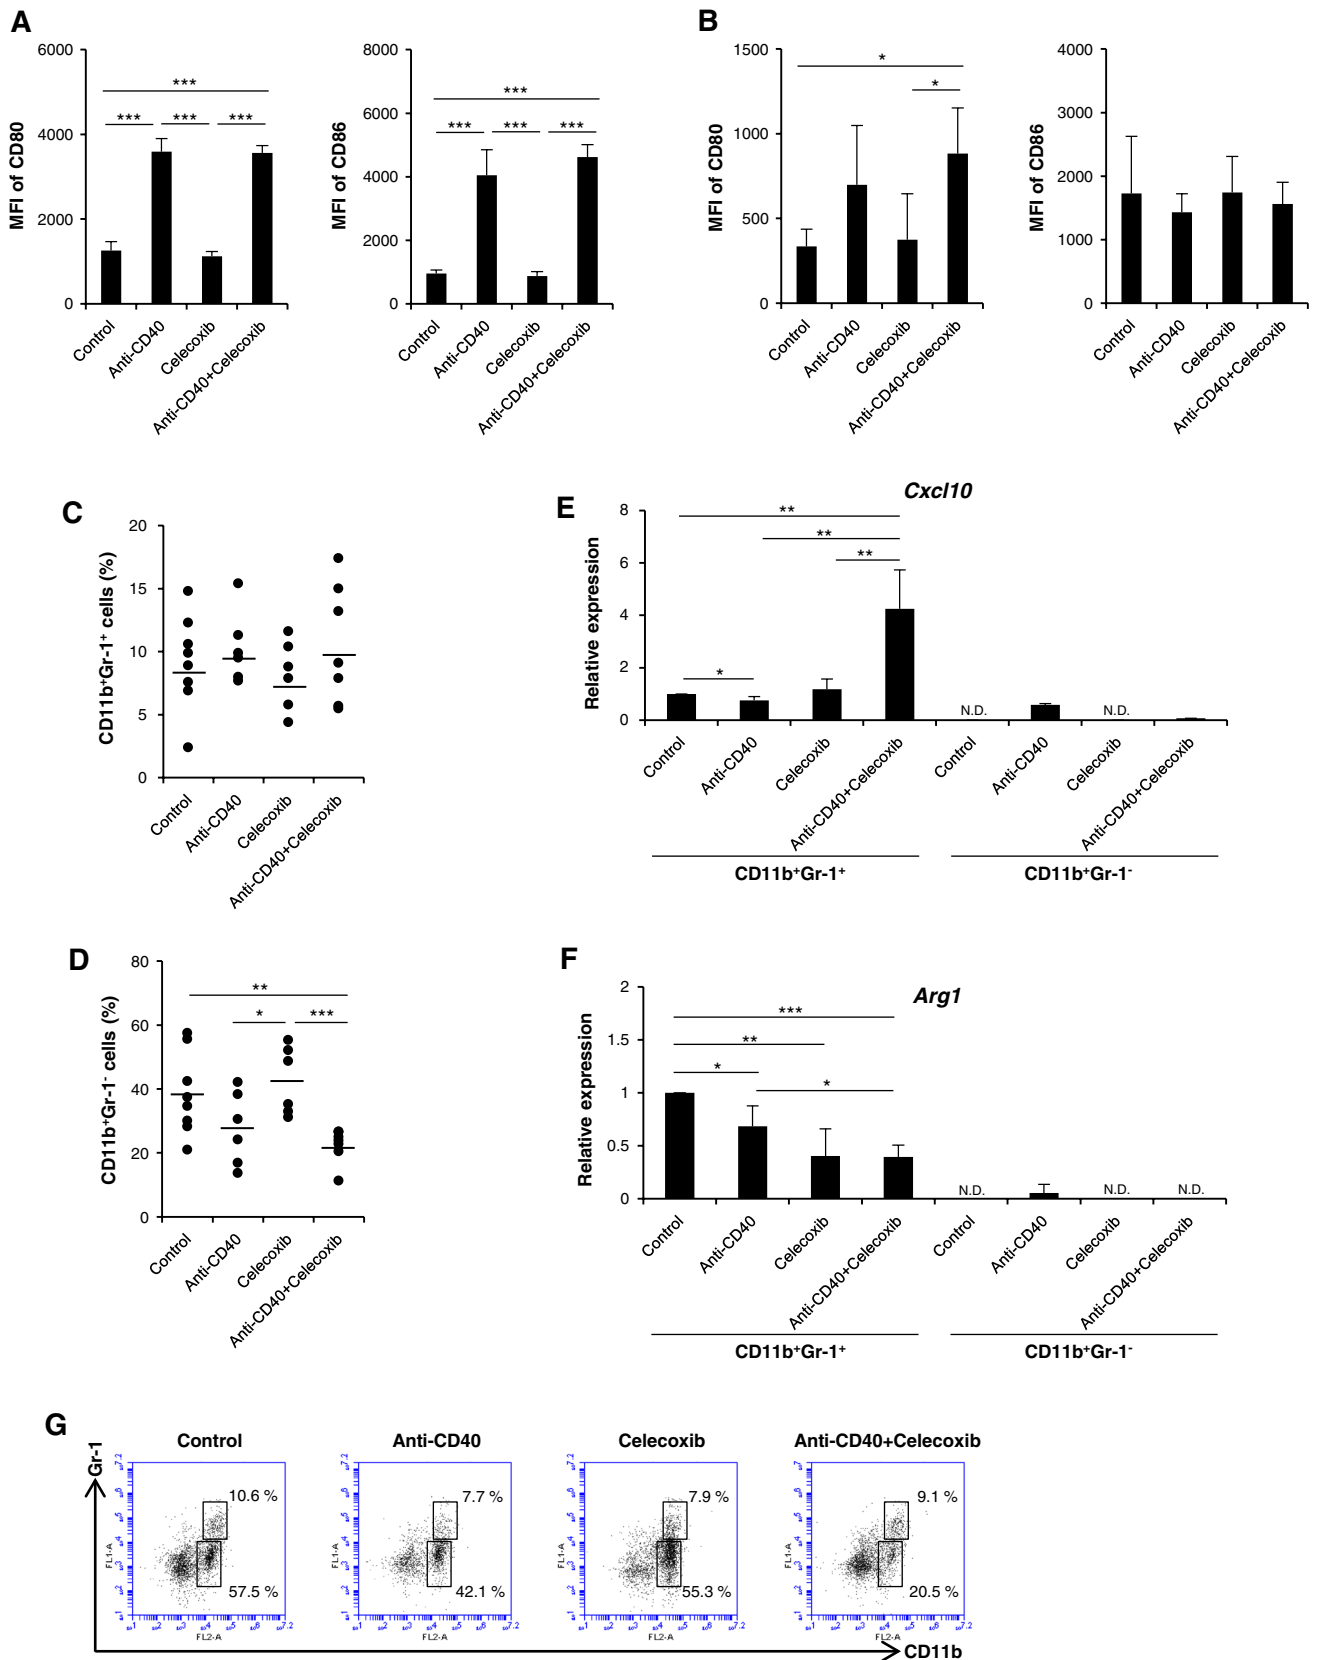 A
B
6000
4000
2000
0
MFI of CD80
***
***
***
***
Control
Anti-CD40
Celecoxib
Anti-CD40+Celecoxib
8000
6000
4000
2000
0
MFI of CD86
***
***
***
***
Control
Anti-CD40
Celecoxib
Anti-CD40+Celecoxib
1500
1000
500
0
MFI of CD80
*
*
Control
Anti-CD40
Celecoxib
Anti-CD40+Celecoxib
4000
3000
2000
1000
0
MFI of CD86
Control
Anti-CD40
Celecoxib
Anti-CD40+Celecoxib
C
20
15
10
5
0
CD11b⁺Gr-1⁺ cells (%)
Control
Anti-CD40
Celecoxib
Anti-CD40+Celecoxib
E
Cxcl10
8
6
4
2
0
Relative expression
**
**
**
*
N.D.
N.D.
Control
Anti-CD40
Celecoxib
Anti-CD40+Celecoxib
Control
Anti-CD40
Celecoxib
Anti-CD40+Celecoxib
CD11b⁺Gr-1⁺
CD11b⁺Gr-1⁻
D
80
60
40
20
0
CD11b⁺Gr-1⁻ cells (%)
**
*
***
Control
Anti-CD40
Celecoxib
Anti-CD40+Celecoxib
F
Arg1
2
1.5
1
0.5
0
Relative expression
***
**
*
*
N.D.
N.D.
N.D.
Control
Anti-CD40
Celecoxib
Anti-CD40+Celecoxib
Control
Anti-CD40
Celecoxib
Anti-CD40+Celecoxib
CD11b⁺Gr-1⁺
CD11b⁺Gr-1⁻
G
Gr-1
Control
Anti-CD40
Celecoxib
Anti-CD40+Celecoxib
10.6 %
57.5 %
FL1-A
FL2-A
7.7 %
42.1 %
FL1-A
FL2-A
7.9 %
55.3 %
FL1-A
FL2-A
9.1 %
20.5 %
FL1-A
FL2-A
CD11b